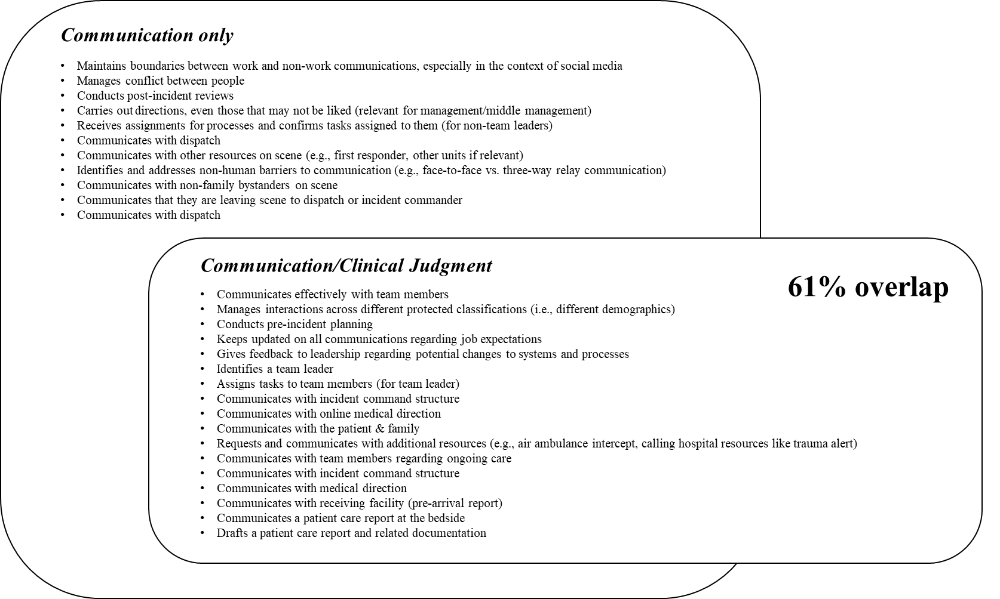 Communication only
• Maintains boundaries between work and non-work communications, especially in the context of social media
• Manages conflict between people
• Conducts post-incident reviews
• Carries out directions, even those that may not be liked (relevant for management/middle management)
• Receives assignments for processes and confirms tasks assigned to them (for non-team leaders)
• Communicates with dispatch
• Communicates with other resources on scene (e.g., first responder, other units if relevant)
• Identifies and addresses non-human barriers to communication (e.g., face-to-face vs. three-way relay communication)
• Communicates with non-family bystanders on scene
• Communicates that they are leaving scene to dispatch or incident commander
• Communicates with dispatch
Communication/Clinical Judgment
61% overlap
• Communicates effectively with team members
• Manages interactions across different protected classifications (i.e., different demographics)
• Conducts pre-incident planning
• Keeps updated on all communications regarding job expectations
• Gives feedback to leadership regarding potential changes to systems and processes
• Identifies a team leader
• Assigns tasks to team members (for team leader)
• Communicates with incident command structure
• Communicates with online medical direction
• Communicates with the patient & family
• Requests and communicates with additional resources (e.g., air ambulance intercept, calling hospital resources like trauma alert)
• Communicates with team members regarding ongoing care
• Communicates with incident command structure
• Communicates with medical direction
• Communicates with receiving facility (pre-arrival report)
• Communicates a patient care report at the bedside
• Drafts a patient care report and related documentation